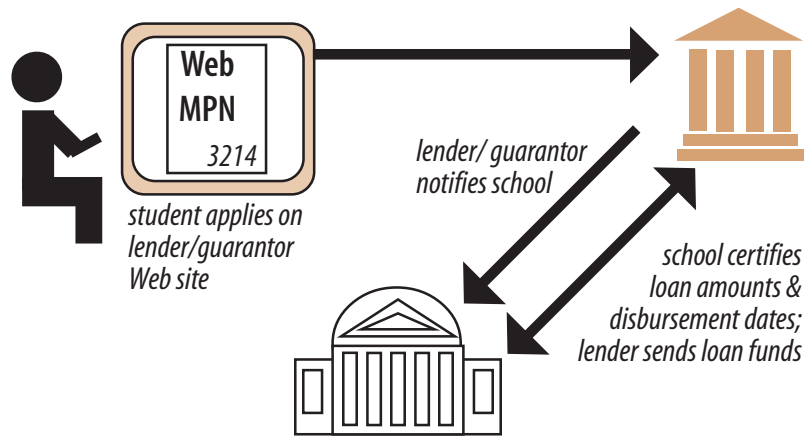 Web
MPN
3214
student applies on
lender/guarantor
Web site
lender/ guarantor
notifies school
school certifies
loan amounts &
disbursement dates;
lender sends loan funds